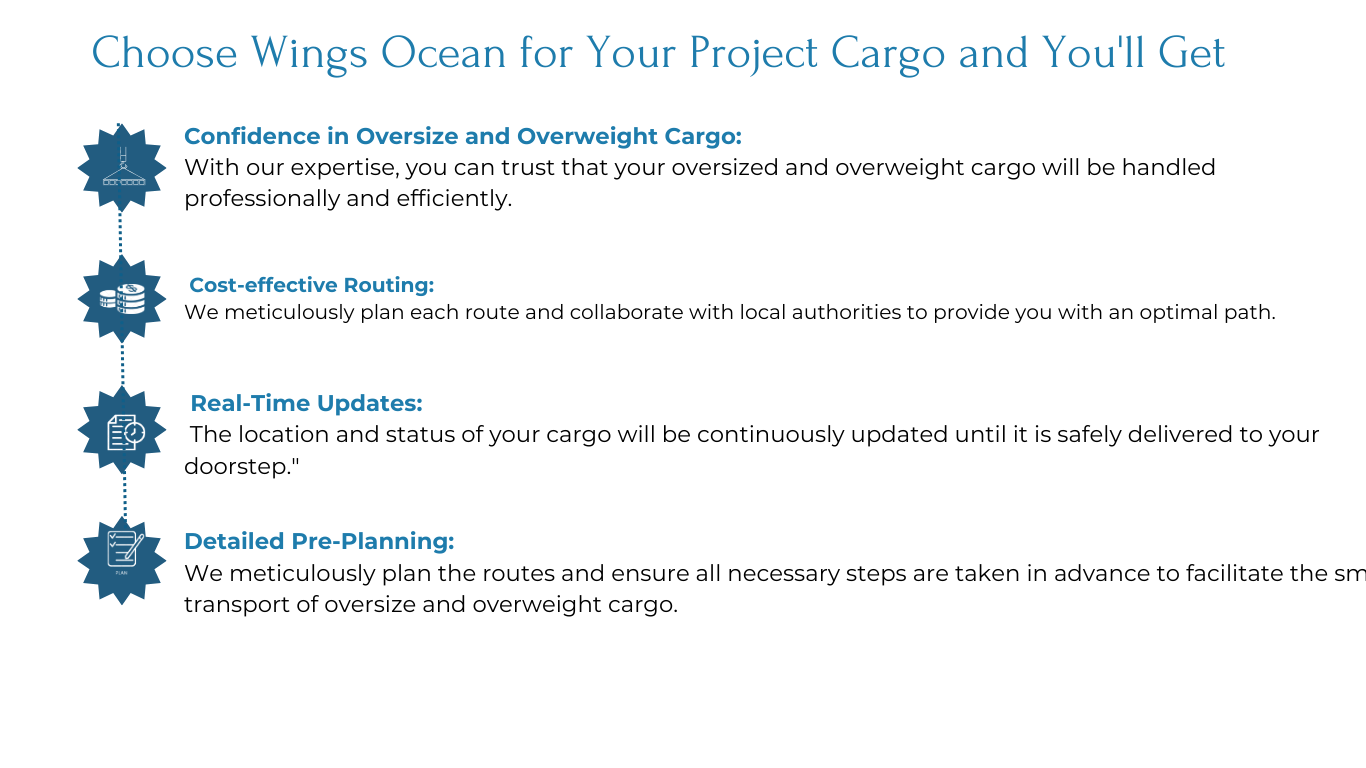 Choose Wings Ocean for Your Project Cargo and You'll Get
Confidence in Oversize and Overweight Cargo:
With our expertise, you can trust that your oversized and overweight cargo will be handled
professionally and efficiently.
Cost-effective Routing:
We meticulously plan each route and collaborate with local authorities to provide you with an optimal path.
Real-Time Updates:
The location and status of your cargo will be continuously updated until it is safely delivered to your
doorstep."
PLAN
Detailed Pre-Planning:
We meticulously plan the routes and ensure all necessary steps are taken in advance to facilitate the
transport of oversize and overweight cargo.